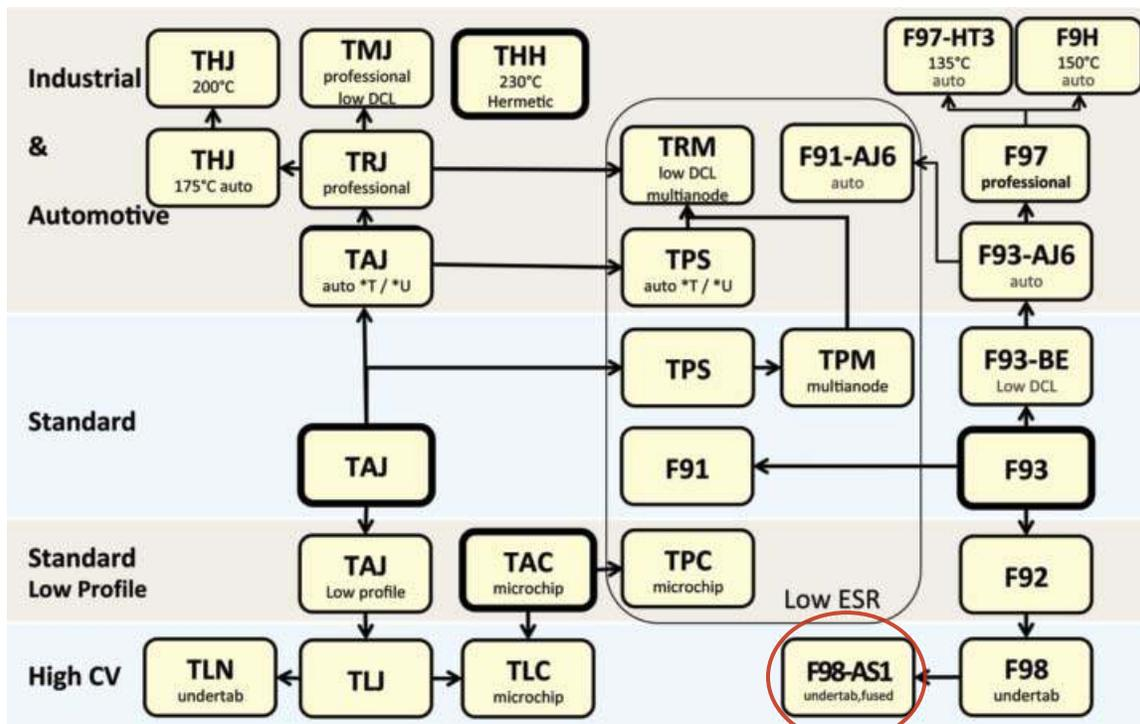 Industrial
&
Automotive
THJ
200°C
TMJ
professional
low DCL
THH
230°C
Hermetic
F97-HT3
135°C
auto
F9H
150°C
auto
THJ
175°C auto
TRJ
professional
TRM
low DCL
multianode
F91-AJ6
auto
F97
professional
TAJ
auto *T / *U
TPS
auto *T / *U
F93-AJ6
auto
Standard
TPS
TPM
multianode
F93-BE
Low DCL
TAJ
F91
F93
Standard
Low Profile
TAJ
Low profile
TAC
microchip
TPC
microchip
Low ESR
F92
High CV
TLN
undertab
TLJ
TLC
microchip
F98-AS1
undertab,fused
F98
undertab